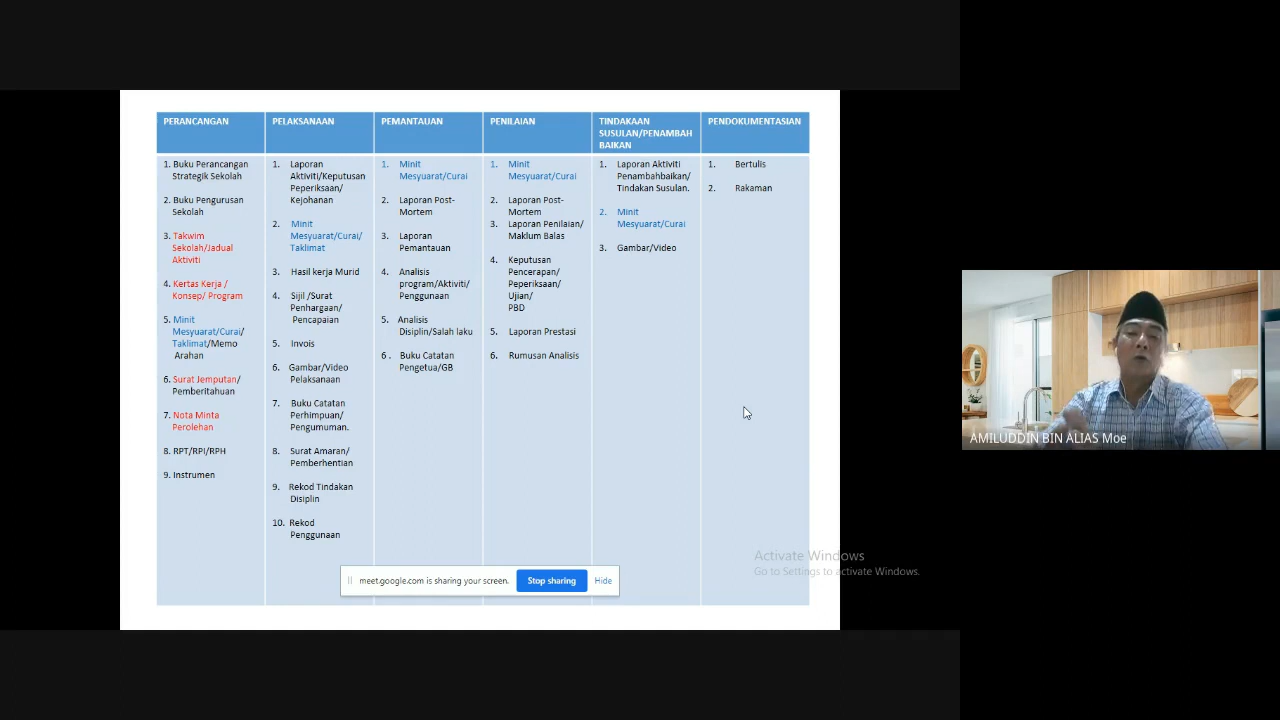 PERANCANGAN
PELAKSANAAN
PEMANTAUAN
PENILAIAN
TINDAKAAN
SUSULAN/PENAMBAH
BAIKAN
PENDOKUMENTASIAN
1. Buku Perancangan
Strategik Sekolah
2. Buku Pengurusan
Sekolah
3. Takwim
Sekolah/Jadual
Aktiviti
4. Kertas Kerja /
Konsep/ Program
5. Minit
Mesyuarat/Curai/
Taklimat/Memo
Arahan
6. Surat Jemputan/
Pemberitahuan
7. Nota Minta
Perolehan
8. RPT/RPI/RPH
9. Instrumen
1. Laporan
Aktiviti/Keputusan
Peperiksaan/
Kejohanan
2. Minit
Mesyuarat/Curai/
Taklimat
3. Hasil kerja Murid
4. Sijil /Surat
Penhargaan/
Pencapaian
5. Invois
6. Gambar/Video
Pelaksanaan
7. Buku Catatan
Perhimpuan/
Pengumuman.
8. Surat Amaran/
Pemberhentian
9. Rekod Tindakan
Disiplin
10. Rekod
Penggunaan
1. Minit
Mesyuarat/Curai
2. Laporan Post-
Mortem
3. Laporan
Pemantauan
4. Analisis
program/Aktiviti/
Penggunaan
5. Analisis
Disiplin/Salah laku
6 . Buku Catatan
Pengetua/GB
1. Minit
Mesyuarat/Curai
2. Laporan Post-
Mortem
3. Laporan Penilaian/
Maklum Balas
4. Keputusan
Pencerapan/
Peperiksaan/
Ujian/
PBD
5. Laporan Prestasi
6. Rumusan Analisis
1. Laporan Aktiviti
Penambahbaikan/
Tindakan Susulan.
2. Minit
Mesyuarat/Curai
3. Gambar/Video
1. Bertulis
2. Rakaman
meet.google.com is sharing your screen.
Stop sharing
Hide
Activate Windows
Go to Settings to activate Windows.
AMILUDDIN BIN ALIAS Moe